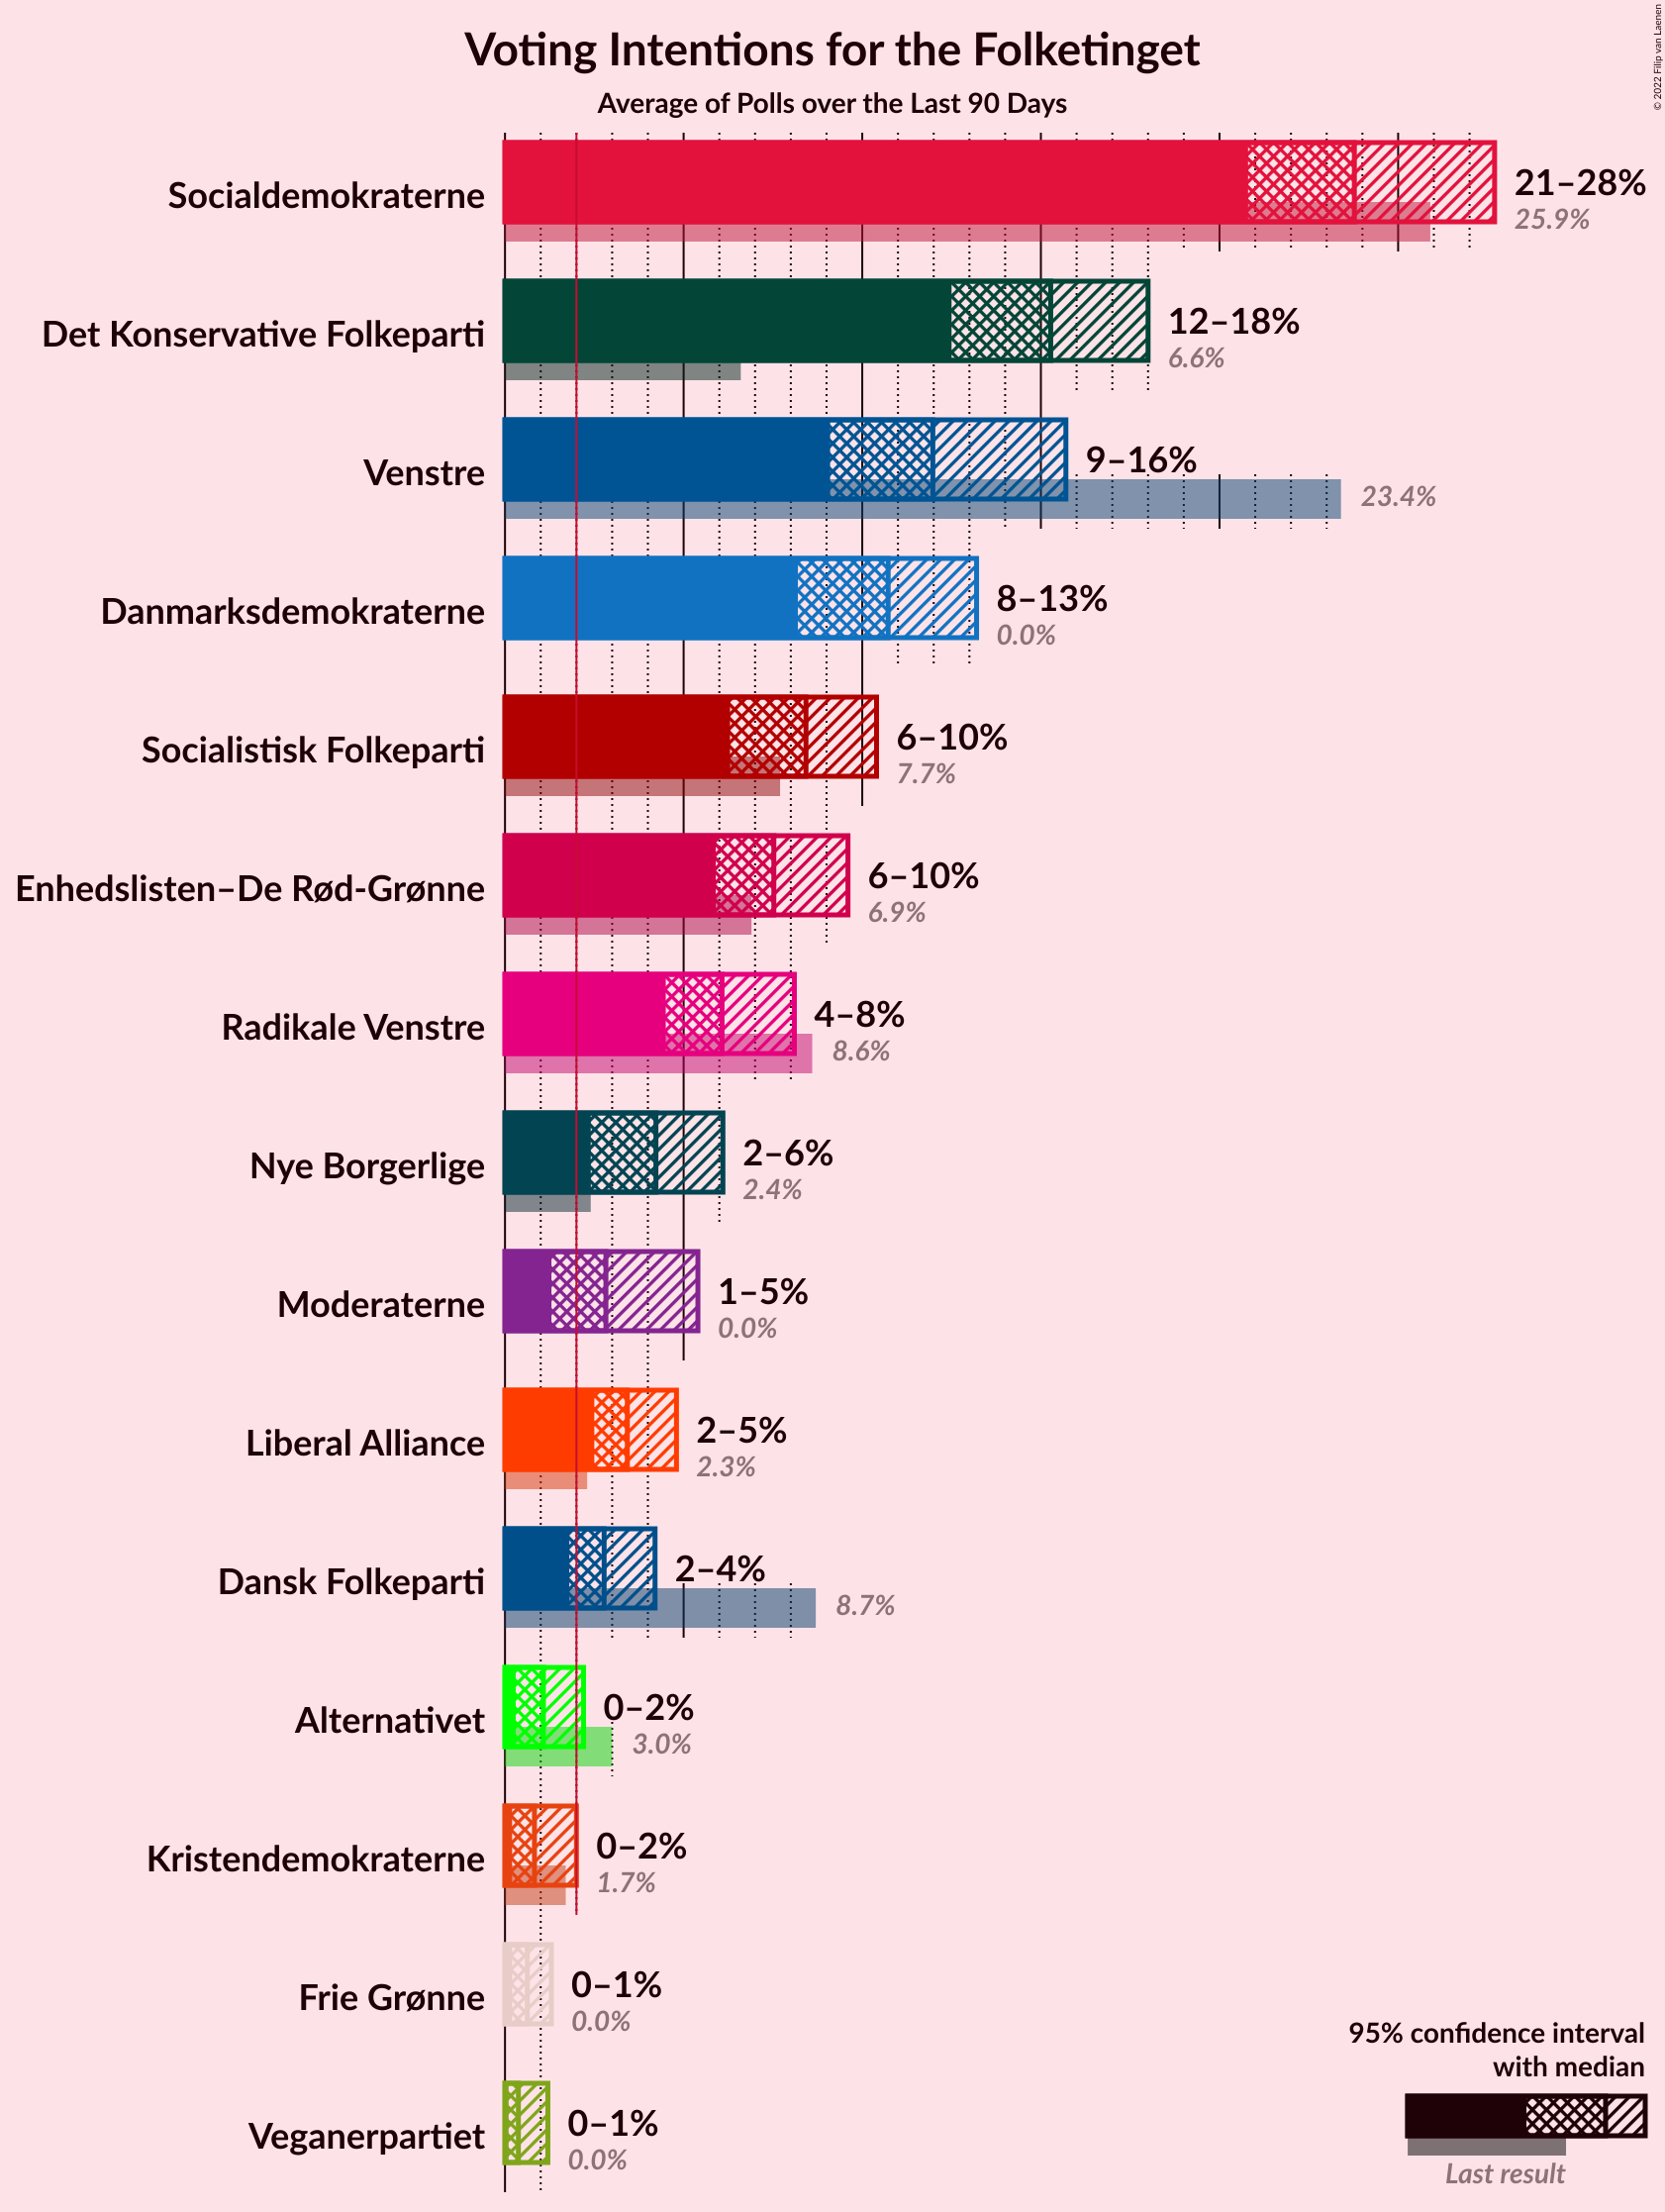 Voting Intentions for the Folketinget
Average of Polls over the Last 90 Days
© 2022 Filip van Laenen
Socialdemokraterne
21–28%
25.9%
Det Konservative Folkeparti
12–18%
6.6%
Venstre
9–16%
23.4%
Danmarksdemokraterne
8–13%
0.0%
Socialistisk Folkeparti
6–10%
7.7%
Enhedslisten–De Rød-Grønne
6–10%
6.9%
Radikale Venstre
4–8%
8.6%
Nye Borgerlige
2–6%
2.4%
Moderaterne
1–5%
0.0%
Liberal Alliance
2–5%
2.3%
Dansk Folkeparti
2–4%
8.7%
Alternativet
0–2%
3.0%
Kristendemokraterne
0–2%
1.7%
Frie Grønne
0–1%
0.0%
Veganerpartiet
0–1%
0.0%
95% confidence interval
with median
Last result